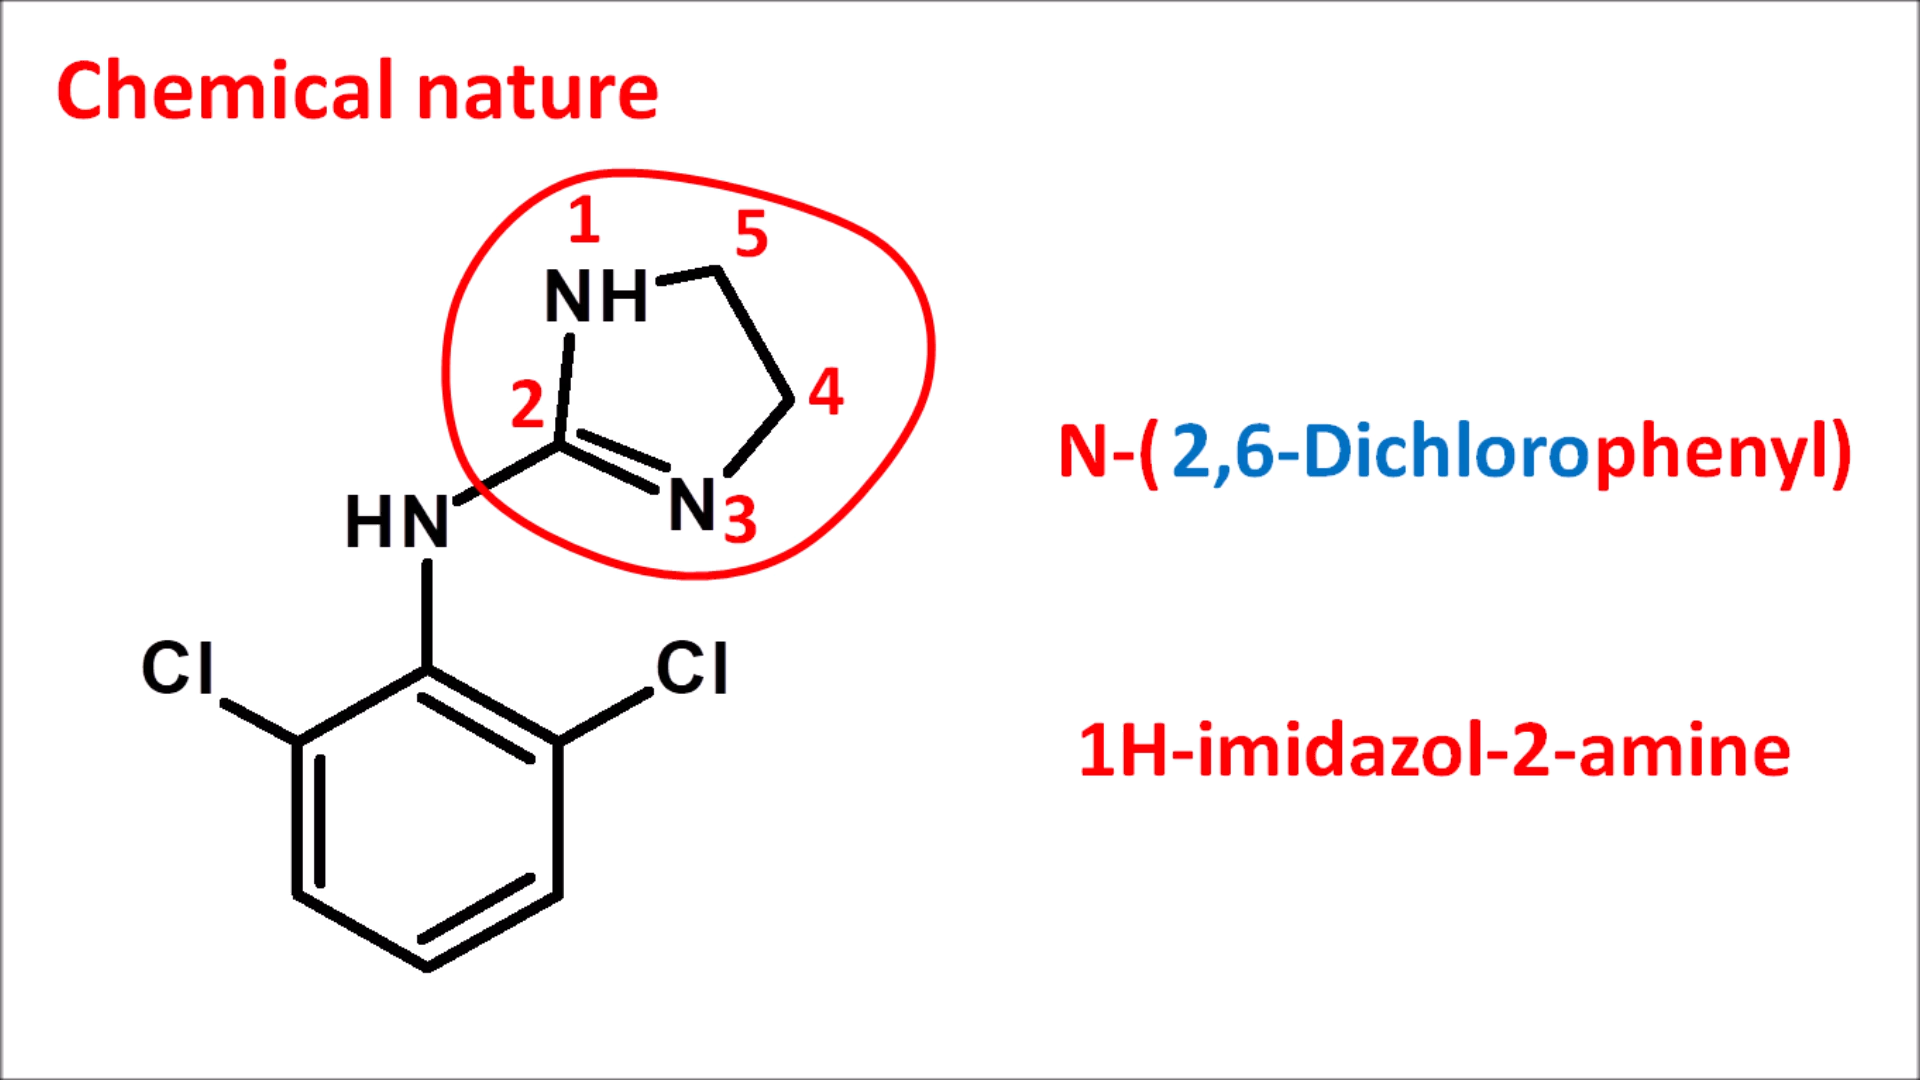 Chemical nature
1
5
NH
2
4
N3
HN
Cl
Cl
N-(2,6-Dichlorophenyl)
1H-imidazol-2-amine